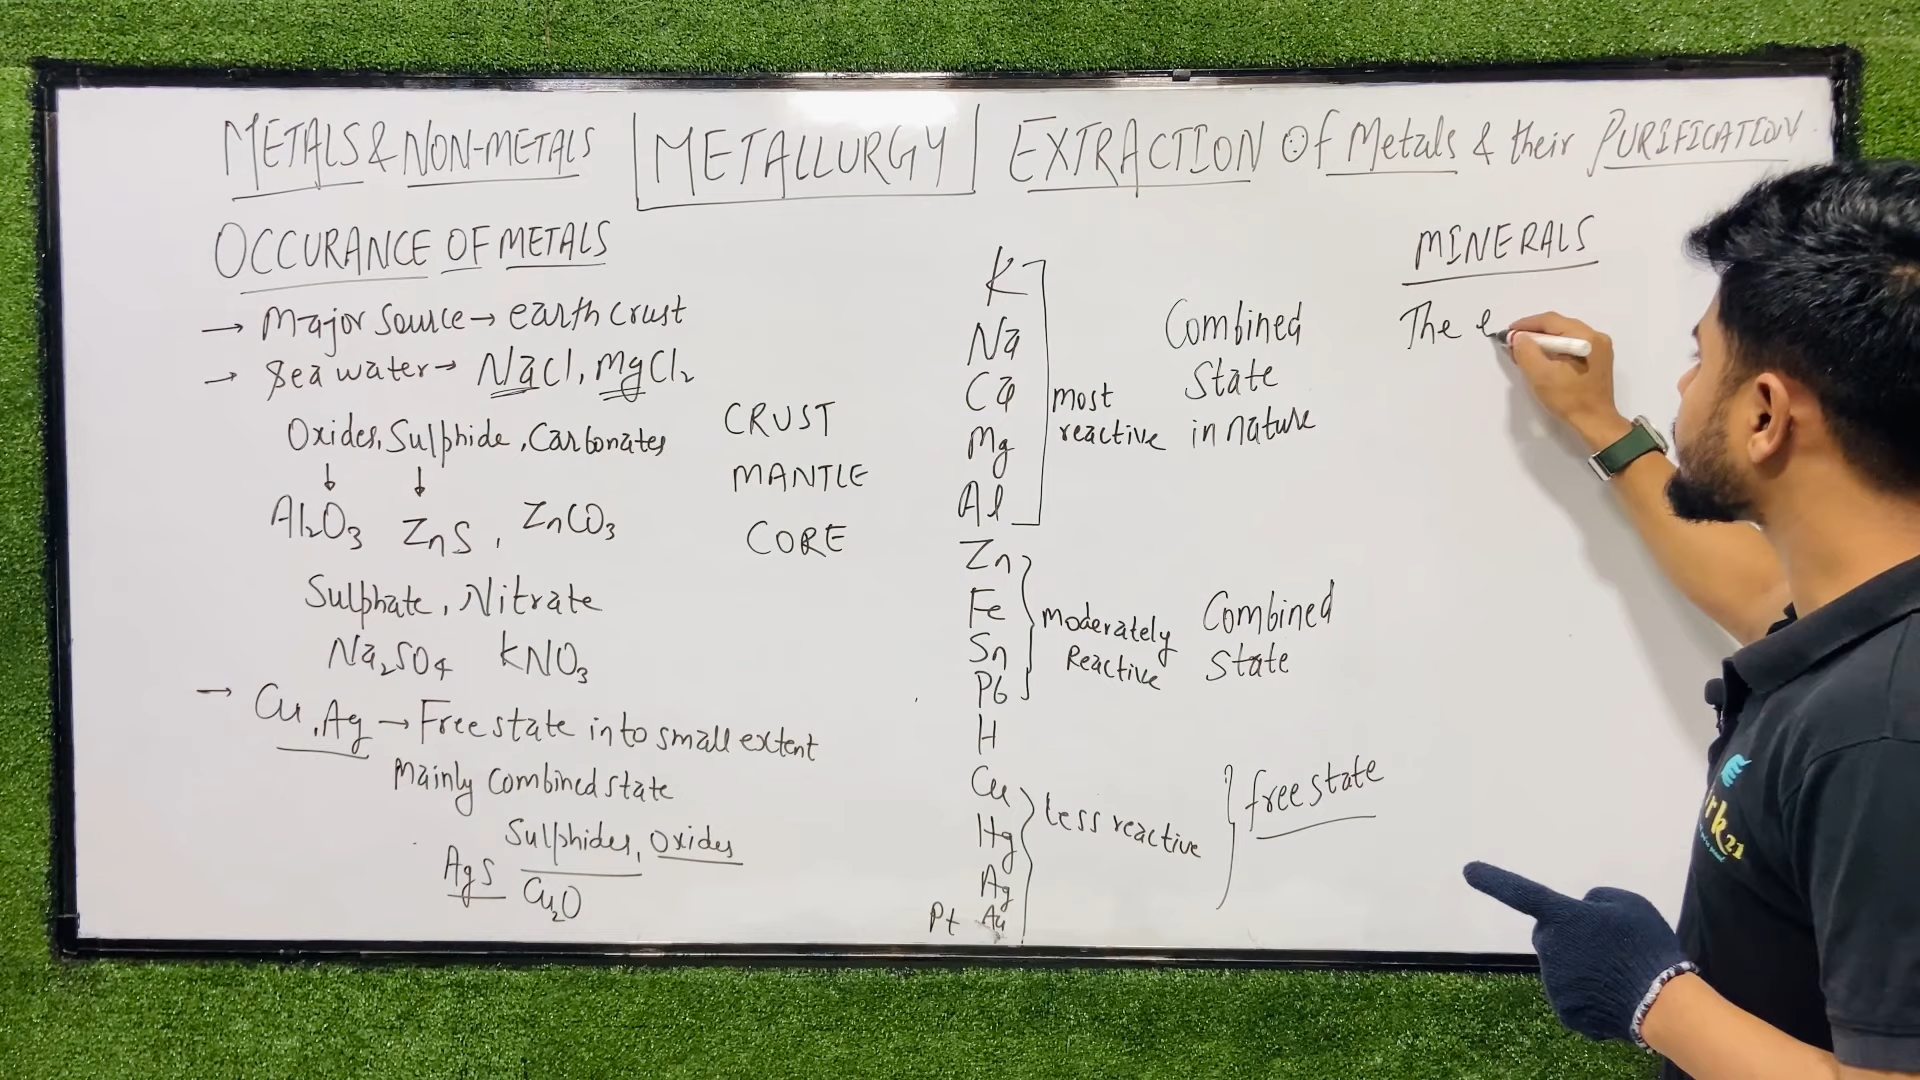 METALS & NON-METALS | METALLURGY | EXTRACTION Of Metals & their PURIFICATION
OCCURANCE OF METALS
→ Major Source → earth crust
→ Sea water → NaCl, MgCl₂
Oxides, Sulphide, Carbonates
↓ ↓
Al₂O₃ ZnS, ZnCO₃
Sulphate, Nitrate
Na₂SO₄ KNO₃
→ Cu, Ag → Free state into small extent
Mainly Combined state
Sulphides, Oxides
AgS Cu₂O
CRUST
MANTLE
CORE
K
Na
Ca
Mg
Al
most
reactive
Combined
State
in nature
Zn
Fe
Sn
Pb
moderately
Reactive
Combined
State
H
Cu
Hg
Ag
Pt Au
less reactive
free state
MINERALS
The e
rk21